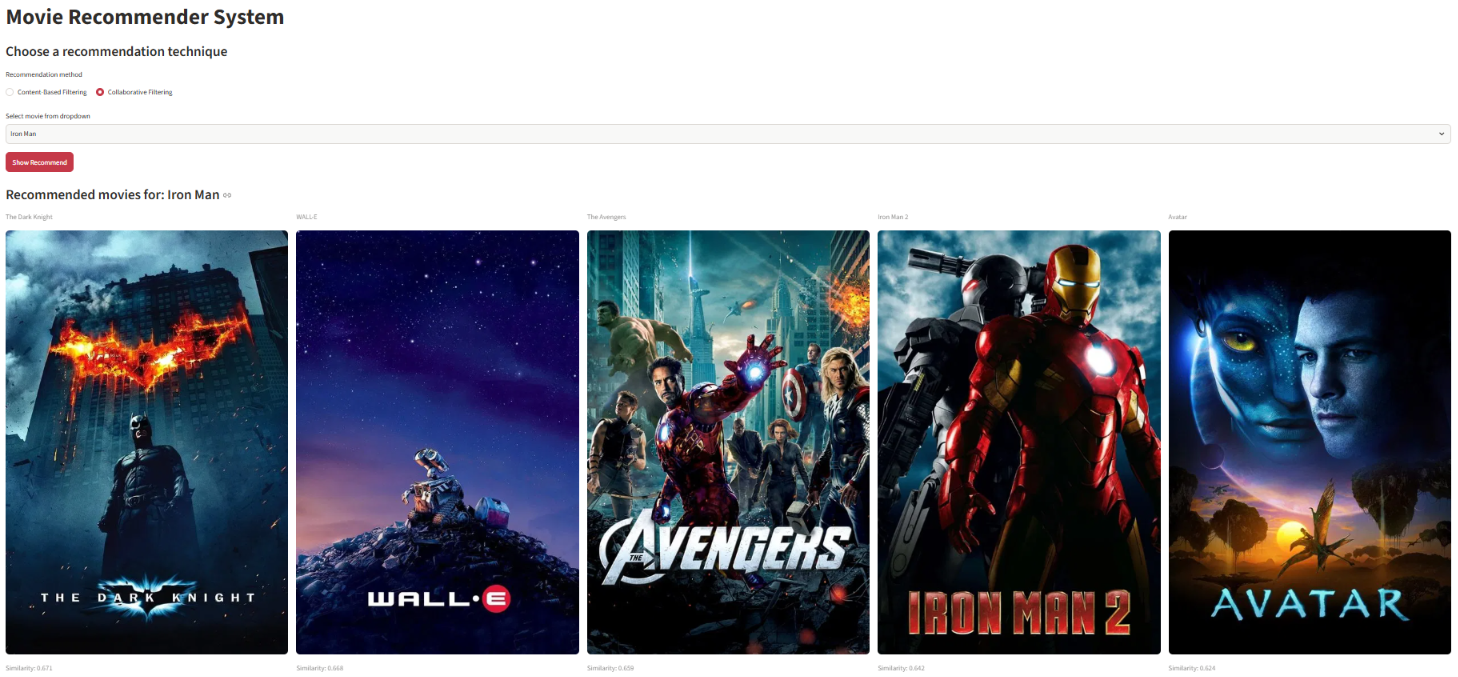 Movie Recommender System
Choose a recommendation technique
Recommendation method
Content-Based Filtering Collaborative Filtering
Select movie from dropdown
Iron Man
Show Recommend
Recommended movies for: Iron Man
The Dark Knight WALL·E The Avengers Iron Man 2 Avatar
THE DARK KNIGHT
WALL·E
THE AVENGERS
IRON MAN 2
AVATAR
Similarity: 0.671 Similarity: 0.668 Similarity: 0.659 Similarity: 0.642 Similarity: 0.624